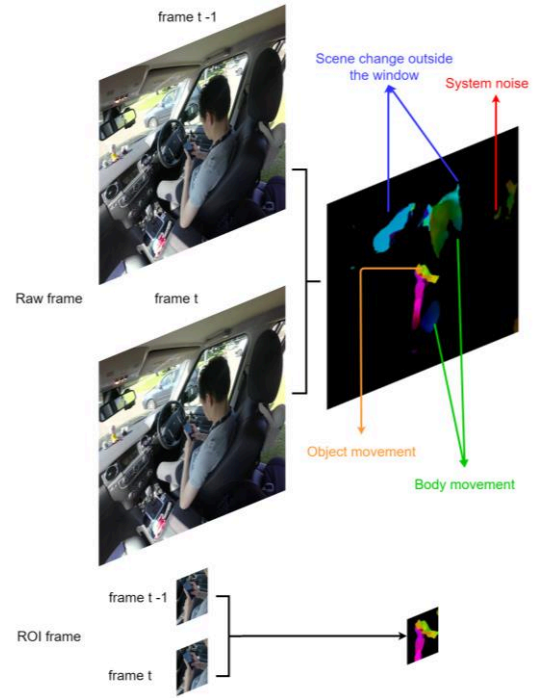 frame t -1
Scene change outside
the window
System noise
Raw frame
frame t
Object movement
Body movement
frame t -1
ROI frame
frame t